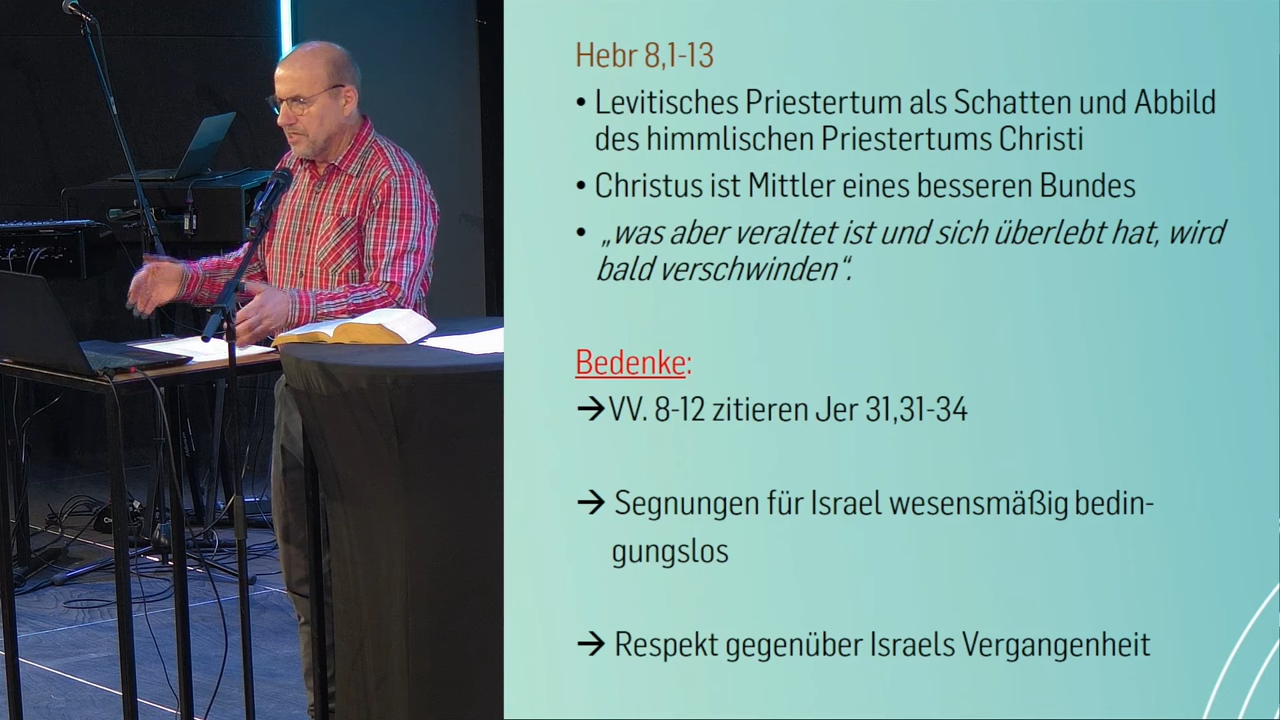 Hebr 8,1-13
• Levitisches Priestertum als Schatten und Abbild
des himmlischen Priestertums Christi
• Christus ist Mittler eines besseren Bundes
• „was aber veraltet ist und sich überlebt hat, wird
bald verschwinden“.
Bedenke:
→VV. 8-12 zitieren Jer 31,31-34
→ Segnungen für Israel wesensmäßig bedin-
gungslos
→ Respekt gegenüber Israels Vergangenheit